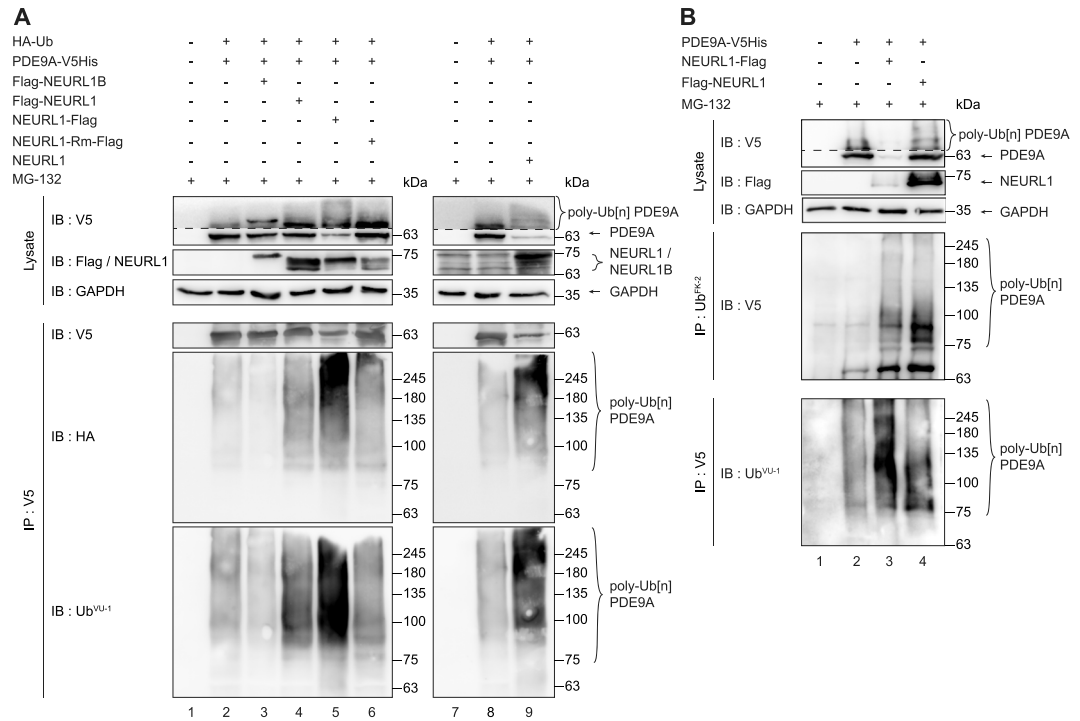 A
HA-Ub - + + + + + - + +
PDE9A-V5His - + + + + + - + +
Flag-NEURL1B - - + - - - - - -
Flag-NEURL1 - - - + - - - - -
NEURL1-Flag - - - - + - - - -
NEURL1-Rm-Flag - - - - - + - - -
NEURL1 - - - - - - - - +
MG-132 + + + + + + kDa + + + kDa
Lysate
IB : V5
63
63
poly-Ub[n] PDE9A
← PDE9A
IB : Flag / NEURL1
75
75
63
NEURL1 /
NEURL1B
IB : GAPDH
35
35
← GAPDH
IP : V5
IB : V5
63
63
IB : HA
245
180
135
100
75
63
245
180
135
100
75
63
poly-Ub[n]
PDE9A
IB : Ub^VU-1
245
180
135
100
75
63
245
180
135
100
75
63
poly-Ub[n]
PDE9A
1 2 3 4 5 6 7 8 9
B
PDE9A-V5His - + + +
NEURL1-Flag - - + -
Flag-NEURL1 - - - +
MG-132 + + + + kDa
Lysate
IB : V5
63
poly-Ub[n] PDE9A
← PDE9A
IB : Flag
75
← NEURL1
IB : GAPDH
35
← GAPDH
IP : Ub^FK-2
IB : V5
245
180
135
100
75
63
poly-Ub[n]
PDE9A
IP : V5
IB : Ub^VU-1
245
180
135
100
75
63
poly-Ub[n]
PDE9A
1 2 3 4